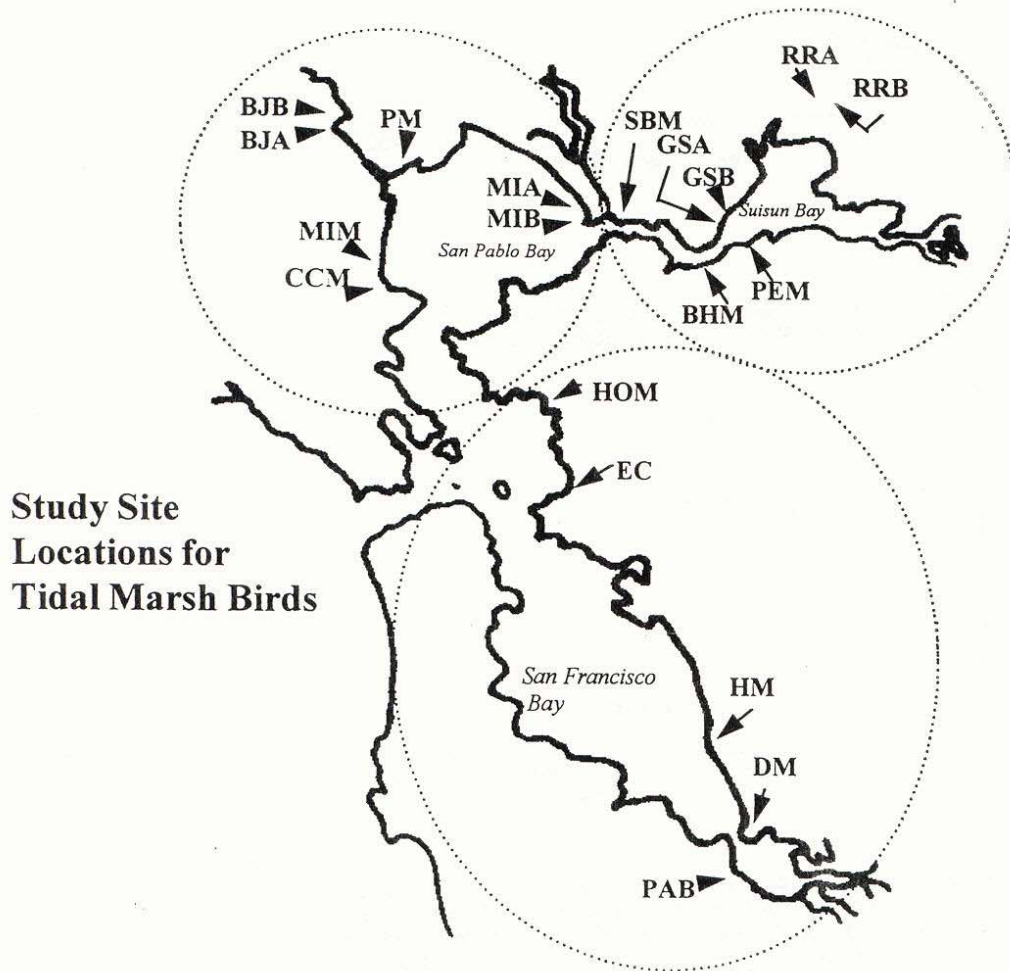 RRA
RRB
BJB
BJA
PM
SBM
GSA
GSB
MIA
MIB
Suisun Bay
MIM
CCM
San Pablo Bay
PEM
BHM
HOM
EC
Study Site
Locations for
Tidal Marsh Birds
San Francisco
Bay
HM
DM
PAB